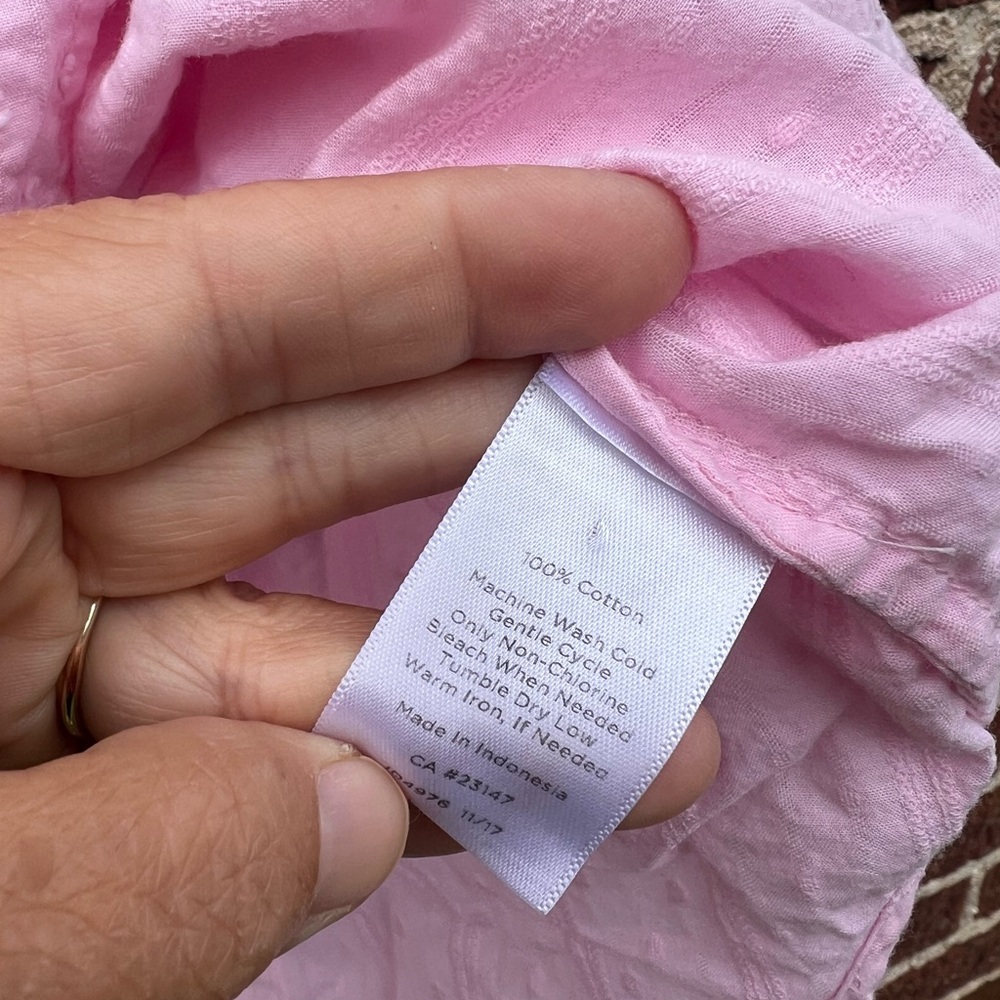 100% Cotton
Machine Wash Cold
Gentle Cycle
Only Non-Chlorine
Bleach When Needed
Tumble Dry Low
Warm Iron, If Needed
Made In Indonesia
CA #23147
11/17